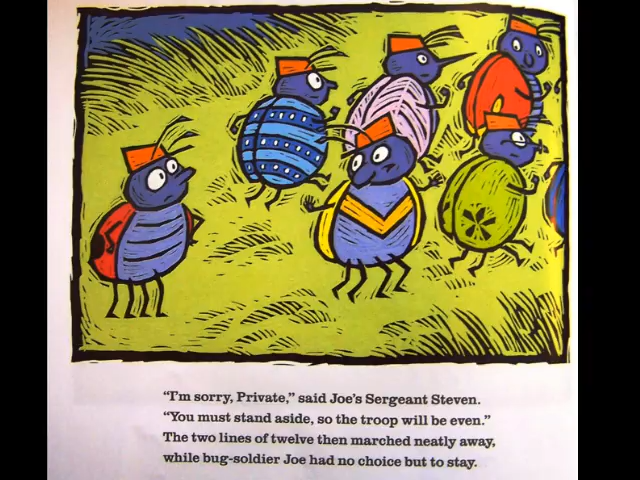 “I’m sorry, Private,” said Joe’s Sergeant Steven.
“You must stand aside, so the troop will be even.”
The two lines of twelve then marched neatly away,
while bug-soldier Joe had no choice but to stay.